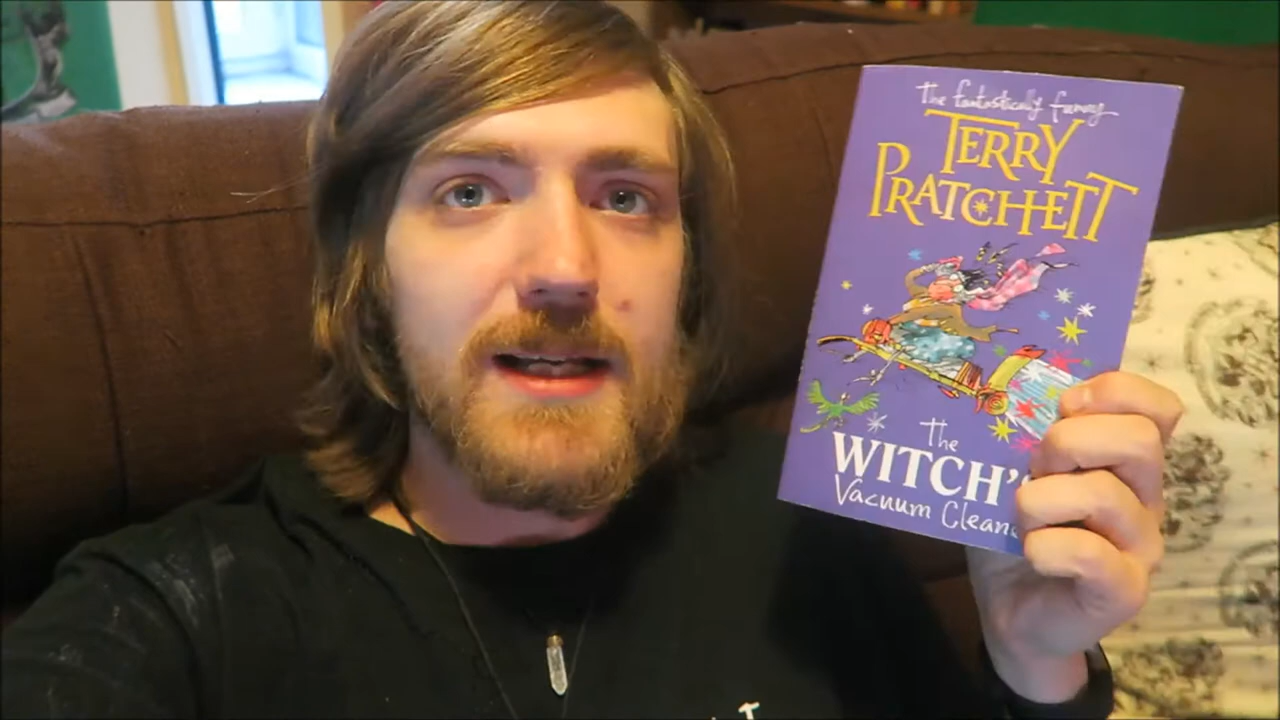 The fantastically funny
TERRY
PRATCHETT
The
WITCH'
Vacuum Clean